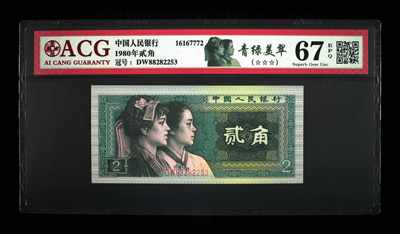 ACG
AI CANG GUARANTY
中国人民银行 16167772
1980年贰角
冠号：DW88282253
青绿美翠
(☆☆☆)
67 EPQ
Superb Gem Unc
中国人民银行
贰角
DW88282253
2
2